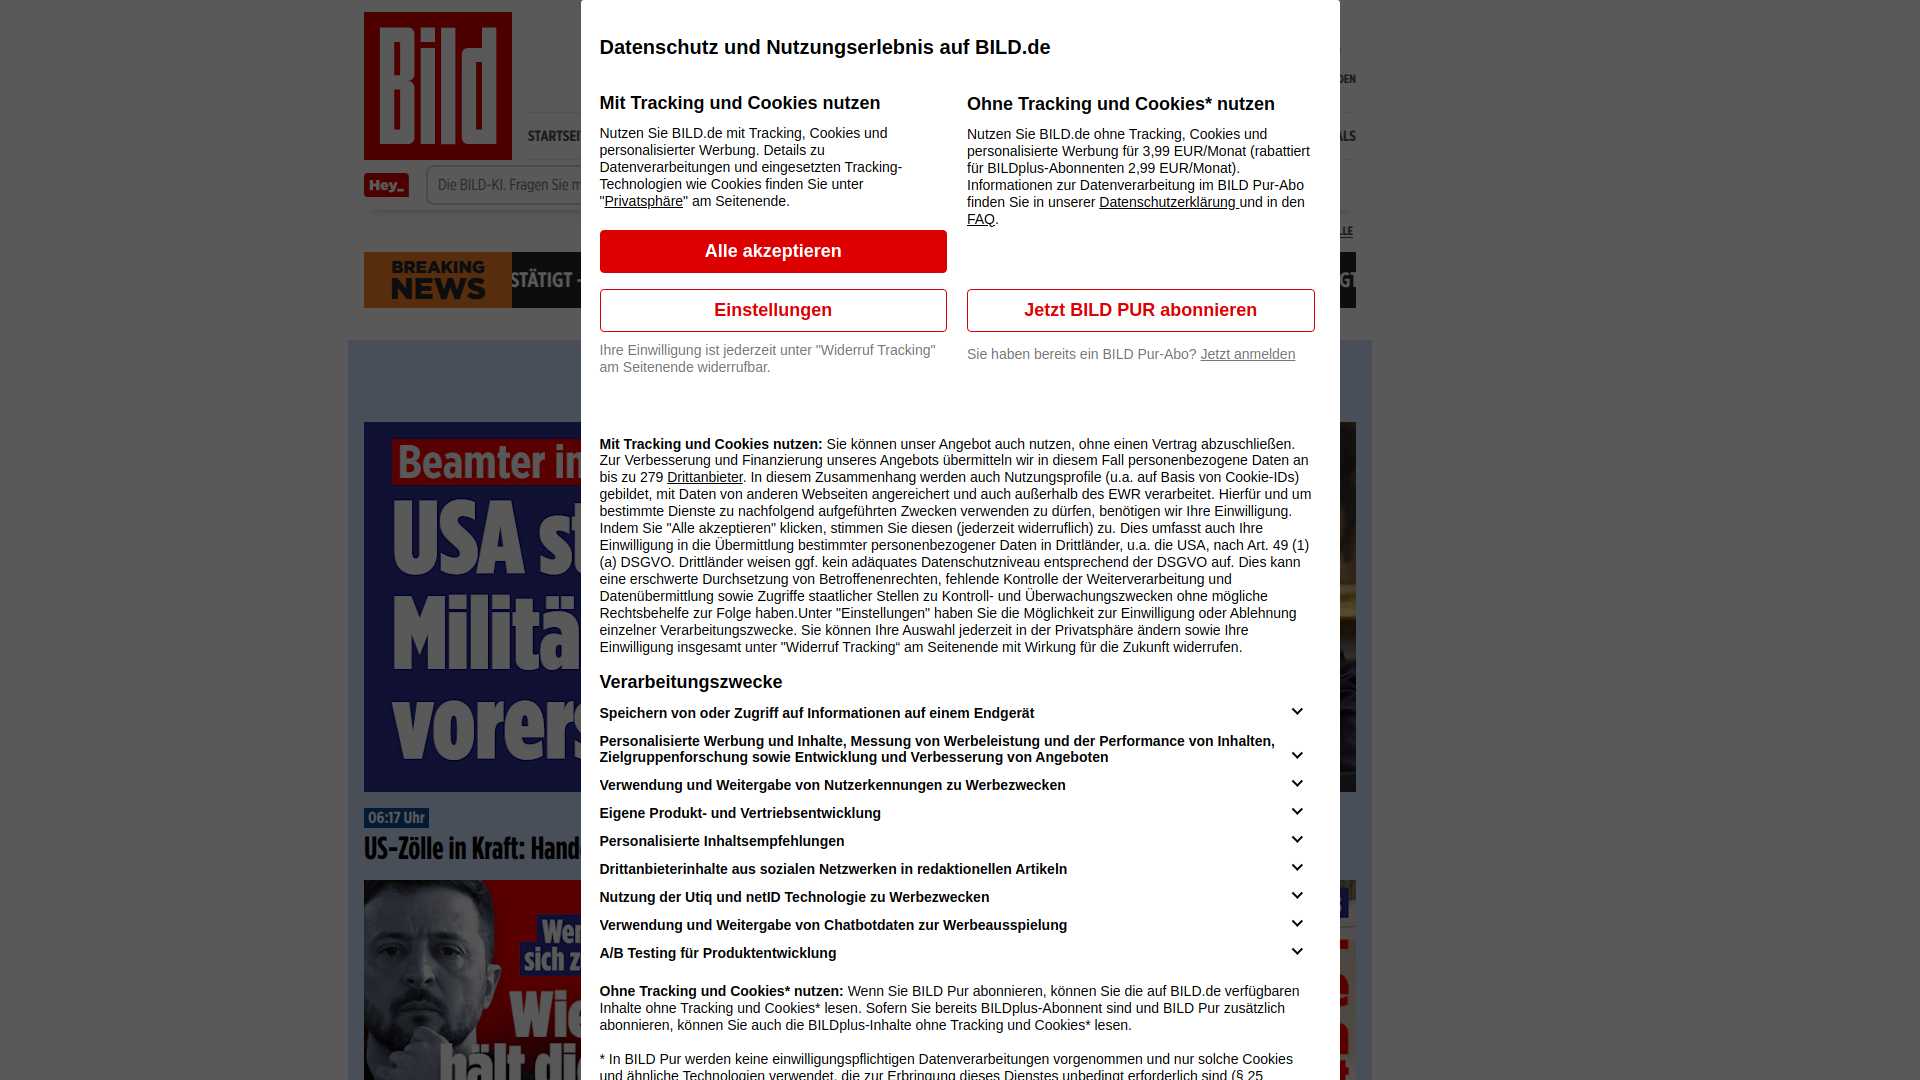 Bild
Datenschutz und Nutzungserlebnis auf BILD.de
Mit Tracking und Cookies nutzen
Nutzen Sie BILD.de mit Tracking, Cookies und
personalisierter Werbung. Details zu
Datenverarbeitungen und eingesetzten Tracking-
Technologien wie Cookies finden Sie unter
"Privatsphäre" am Seitenende.
Alle akzeptieren
Einstellungen
Ihre Einwilligung ist jederzeit unter "Widerruf Tracking"
am Seitenende widerrufbar.
Ohne Tracking und Cookies* nutzen
Nutzen Sie BILD.de ohne Tracking, Cookies und
personalisierte Werbung für 3,99 EUR/Monat (rabattiert
für BILDplus-Abonnenten 2,99 EUR/Monat).
Informationen zur Datenverarbeitung im BILD Pur-Abo
finden Sie in unserer Datenschutzerklärung und in den
FAQ.
Jetzt BILD PUR abonnieren
Sie haben bereits ein BILD Pur-Abo? Jetzt anmelden
Mit Tracking und Cookies nutzen: Sie können unser Angebot auch nutzen, ohne einen Vertrag abzuschließen.
Zur Verbesserung und Finanzierung unseres Angebots übermitteln wir in diesem Fall personenbezogene Daten an
bis zu 279 Drittanbieter. In diesem Zusammenhang werden auch Nutzungsprofile (u.a. auf Basis von Cookie-IDs)
gebildet, mit Daten von anderen Webseiten angereichert und auch außerhalb des EWR verarbeitet. Hierfür und um
bestimmte Dienste zu nachfolgend aufgeführten Zwecken verwenden zu dürfen, benötigen wir Ihre Einwilligung.
Indem Sie "Alle akzeptieren" klicken, stimmen Sie diesen (jederzeit widerruflich) zu. Dies umfasst auch Ihre
Einwilligung in die Übermittlung bestimmter personenbezogener Daten in Drittländer, u.a. die USA, nach Art. 49 (1)
(a) DSGVO. Drittländer weisen ggf. kein adäquates Datenschutzniveau entsprechend der DSGVO auf. Dies kann
eine erschwerte Durchsetzung von Betroffenenrechten, fehlende Kontrolle der Weiterverarbeitung und
Datenübermittlung sowie Zugriffe staatlicher Stellen zu Kontroll- und Überwachungszwecken ohne mögliche
Rechtsbehelfe zur Folge haben.Unter "Einstellungen" haben Sie die Möglichkeit zur Einwilligung oder Ablehnung
einzelner Verarbeitungszwecke. Sie können Ihre Auswahl jederzeit in der Privatsphäre ändern sowie Ihre
Einwilligung insgesamt unter "Widerruf Tracking“ am Seitenende mit Wirkung für die Zukunft widerrufen.
Verarbeitungszwecke
Speichern von oder Zugriff auf Informationen auf einem Endgerät
Personalisierte Werbung und Inhalte, Messung von Werbeleistung und der Performance von Inhalten,
Zielgruppenforschung sowie Entwicklung und Verbesserung von Angeboten
Verwendung und Weitergabe von Nutzerkennungen zu Werbezwecken
Eigene Produkt- und Vertriebsentwicklung
Personalisierte Inhaltsempfehlungen
Drittanbieterinhalte aus sozialen Netzwerken in redaktionellen Artikeln
Nutzung der Utiq und netID Technologie zu Werbezwecken
Verwendung und Weitergabe von Chatbotdaten zur Werbeausspielung
A/B Testing für Produktentwicklung
Ohne Tracking und Cookies* nutzen: Wenn Sie BILD Pur abonnieren, können Sie die auf BILD.de verfügbaren
Inhalte ohne Tracking und Cookies* lesen. Sofern Sie bereits BILDplus-Abonnent sind und BILD Pur zusätzlich
abonnieren, können Sie auch die BILDplus-Inhalte ohne Tracking und Cookies* lesen.
* In BILD Pur werden keine einwilligungspflichtigen Datenverarbeitungen vorgenommen und nur solche Cookies
und ähnliche Technologien verwendet, die zur Erbringung dieses Dienstes unbedingt erforderlich sind (§ 25
STARTSEI
Hey_
Die BILD-KI. Fragen Sie m
BREAKING
NEWS
STÄTIGT -
Beamter in
USA st
Militä
vorers
06:17 Uhr
US-Zölle in Kraft: Hand
Wer
sich z
Wie
hält di